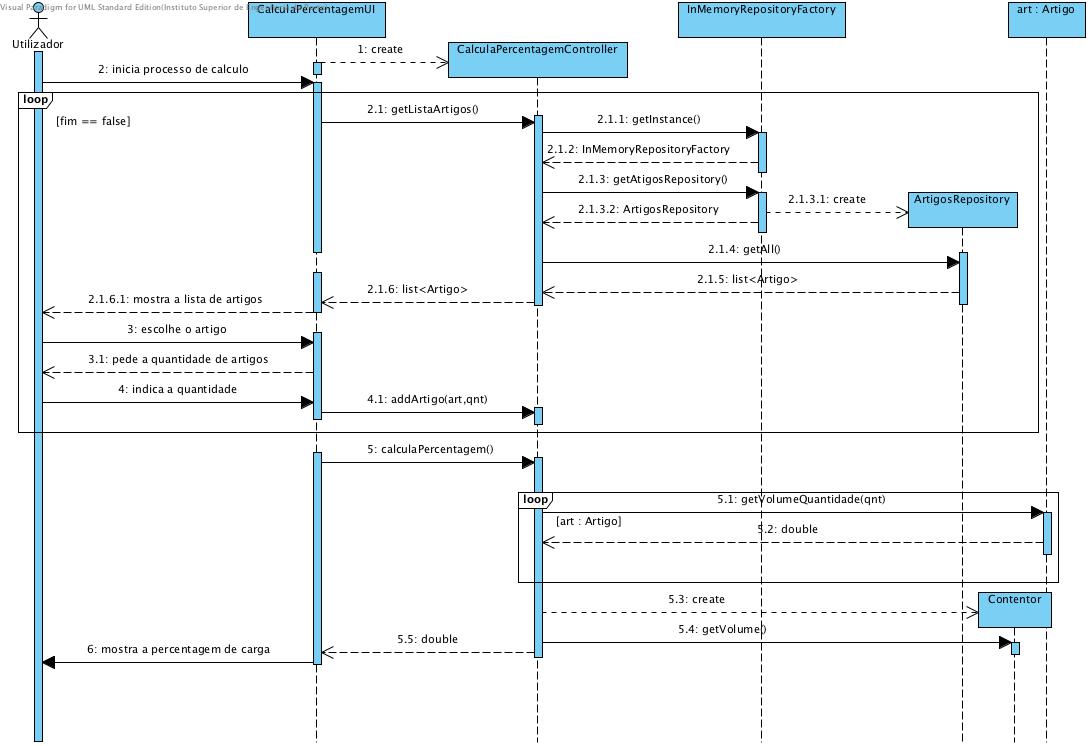 Visual Paradigm for UML Standard Edition(Instituto Superior de
CalculaPercentagemUI
InMemoryRepositoryFactory
art : Artigo
Utilizador
1: create
CalculaPercentagemController
2: inicia processo de calculo
loop
[fim == false]
2.1: getListaArtigos()
2.1.1: getInstance()
2.1.2: InMemoryRepositoryFactory
2.1.3: getAtigosRepository()
2.1.3.1: create
ArtigosRepository
2.1.3.2: ArtigosRepository
2.1.4: getAll()
2.1.5: list<Artigo>
2.1.6: list<Artigo>
2.1.6.1: mostra a lista de artigos
3: escolhe o artigo
3.1: pede a quantidade de artigos
4: indica a quantidade
4.1: addArtigo(art,qnt)
5: calculaPercentagem()
loop
5.1: getVolumeQuantidade(qnt)
[art : Artigo]
5.2: double
5.3: create
Contentor
5.4: getVolume()
5.5: double
6: mostra a percentagem de carga